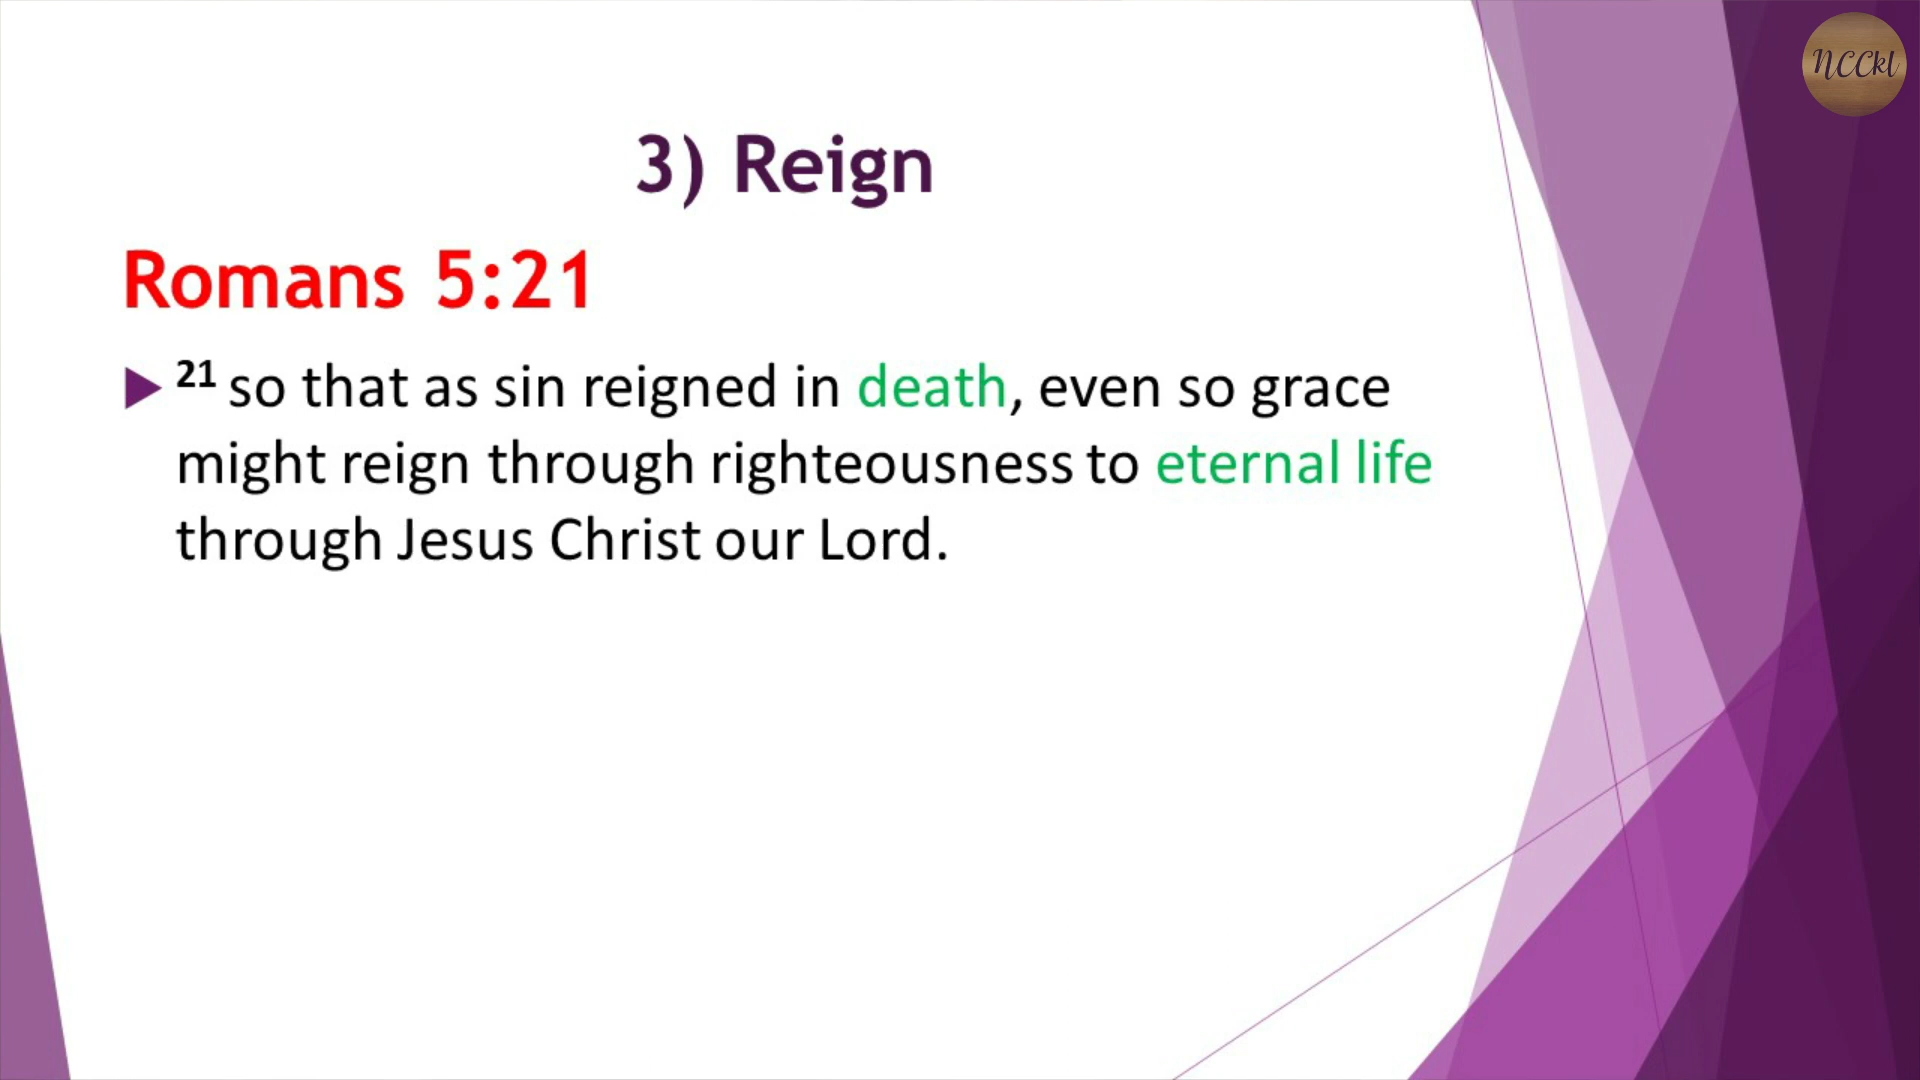 NCCkl
3) Reign
Romans 5:21
21 so that as sin reigned in death, even so grace
might reign through righteousness to eternal life
through Jesus Christ our Lord.